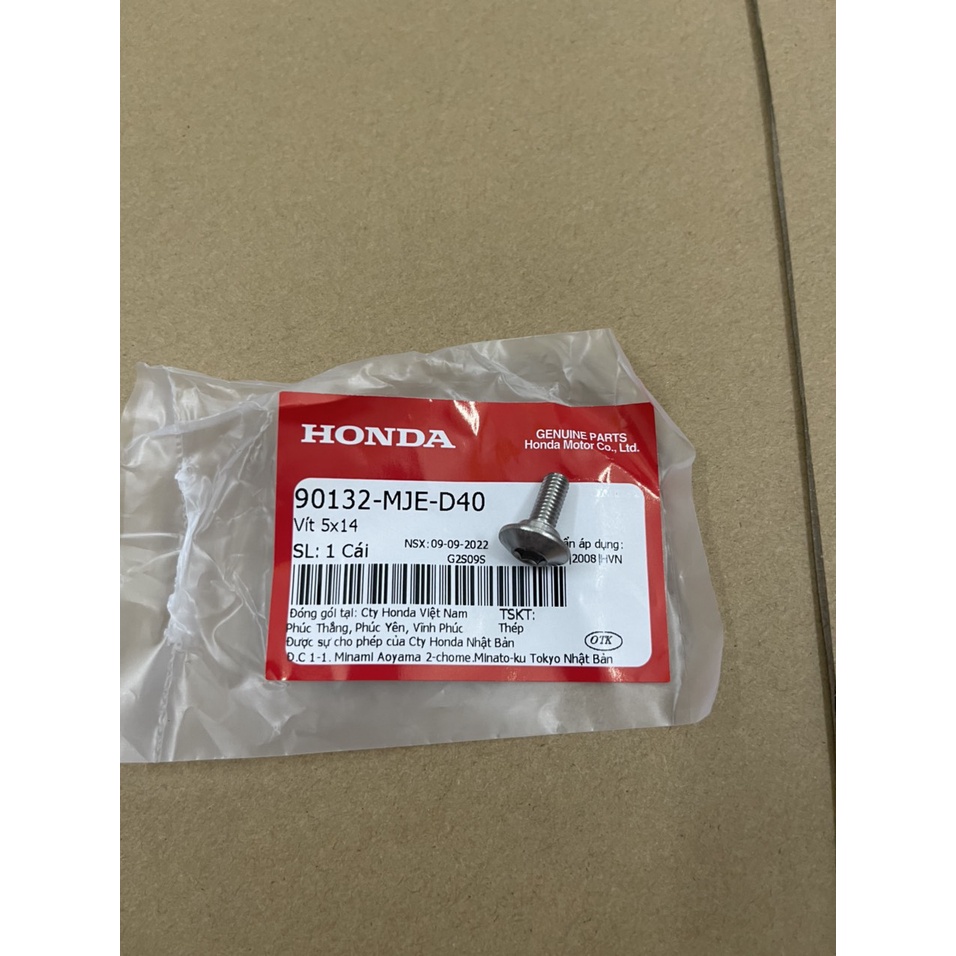 HONDA
GENUINE PARTS
Honda Motor Co., Ltd.
90132-MJE-D40
Vít 5x14
SL: 1 Cái
NSX: 09-09-2022
G2S09S
áp dụng:
2008 HVN
Đóng gói tại: Cty Honda Việt Nam
TSKT:
Phúc Thắng, Phúc Yên, Vĩnh Phúc
Thép
Được sự cho phép của Cty Honda Nhật Bản
OTK
Đ.C 1-1. Minami Aoyama 2-chome.Minato-ku Tokyo Nhật Bản